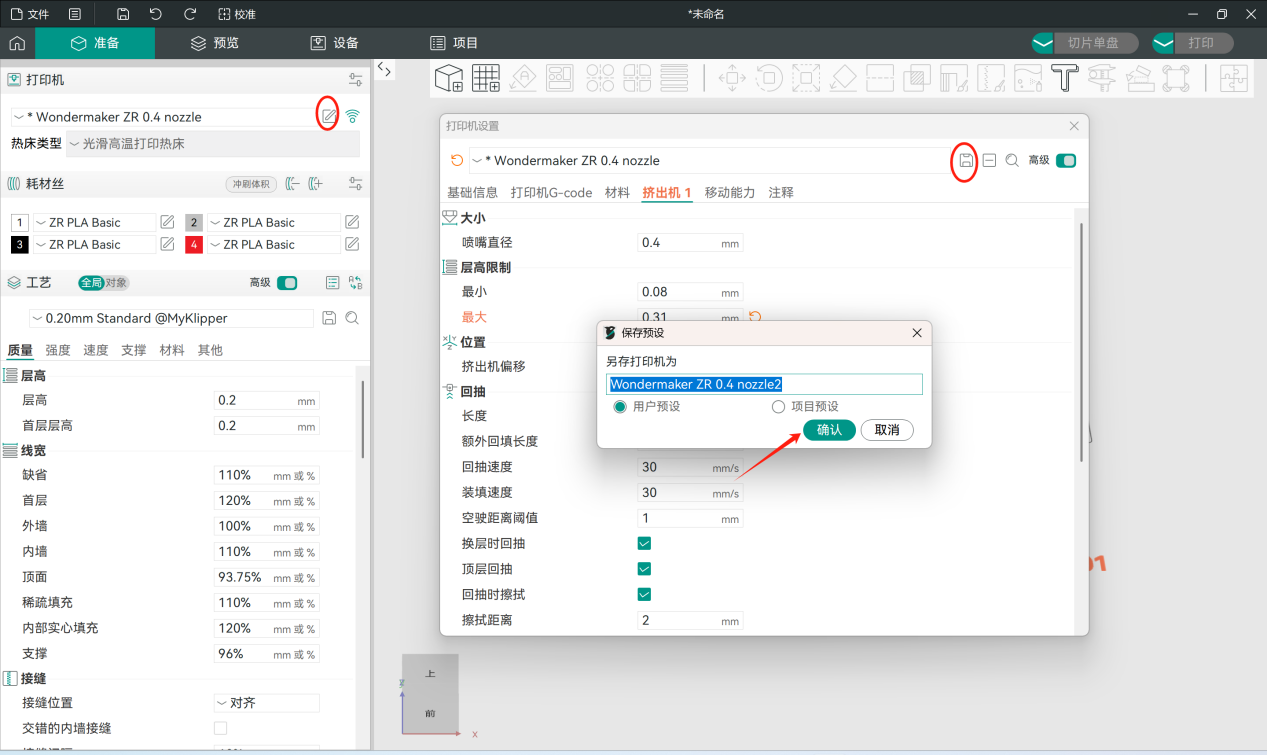 文件
校准
*未命名
准备
预览
设备
项目
切片单盘
打印
打印机
* Wondermaker ZR 0.4 nozzle
热床类型
光滑高温打印热床
耗材丝
冲刷体积
1 ZR PLA Basic
2 ZR PLA Basic
3 ZR PLA Basic
4 ZR PLA Basic
工艺
全局 对象
高级
0.20mm Standard @MyKlipper
质量 强度 速度 支撑 材料 其他
层高
层高 0.2 mm
首层层高 0.2 mm
线宽
缺省 110% mm 或 %
首层 120% mm 或 %
外墙 100% mm 或 %
内墙 110% mm 或 %
顶面 93.75% mm 或 %
稀疏填充 110% mm 或 %
内部实心填充 120% mm 或 %
支撑 96% mm 或 %
接缝
接缝位置 对齐
交错的内墙接缝
打印机设置
* Wondermaker ZR 0.4 nozzle
高级
基础信息 打印机G-code 材料 挤出机 1 移动能力 注释
大小
喷嘴直径 0.4 mm
层高限制
最小 0.08 mm
最大 0.31 mm
位置
挤出机偏移
回抽
长度
额外回填长度
回抽速度 30 mm/s
装填速度 30 mm/s
空驶距离阈值 1 mm
换层时回抽
顶层回抽
回抽时擦拭
擦拭距离 2 mm
保存预设
另存打印机为
Wondermaker ZR 0.4 nozzle2
用户预设 项目预设
确认 取消
上
前
Z
X